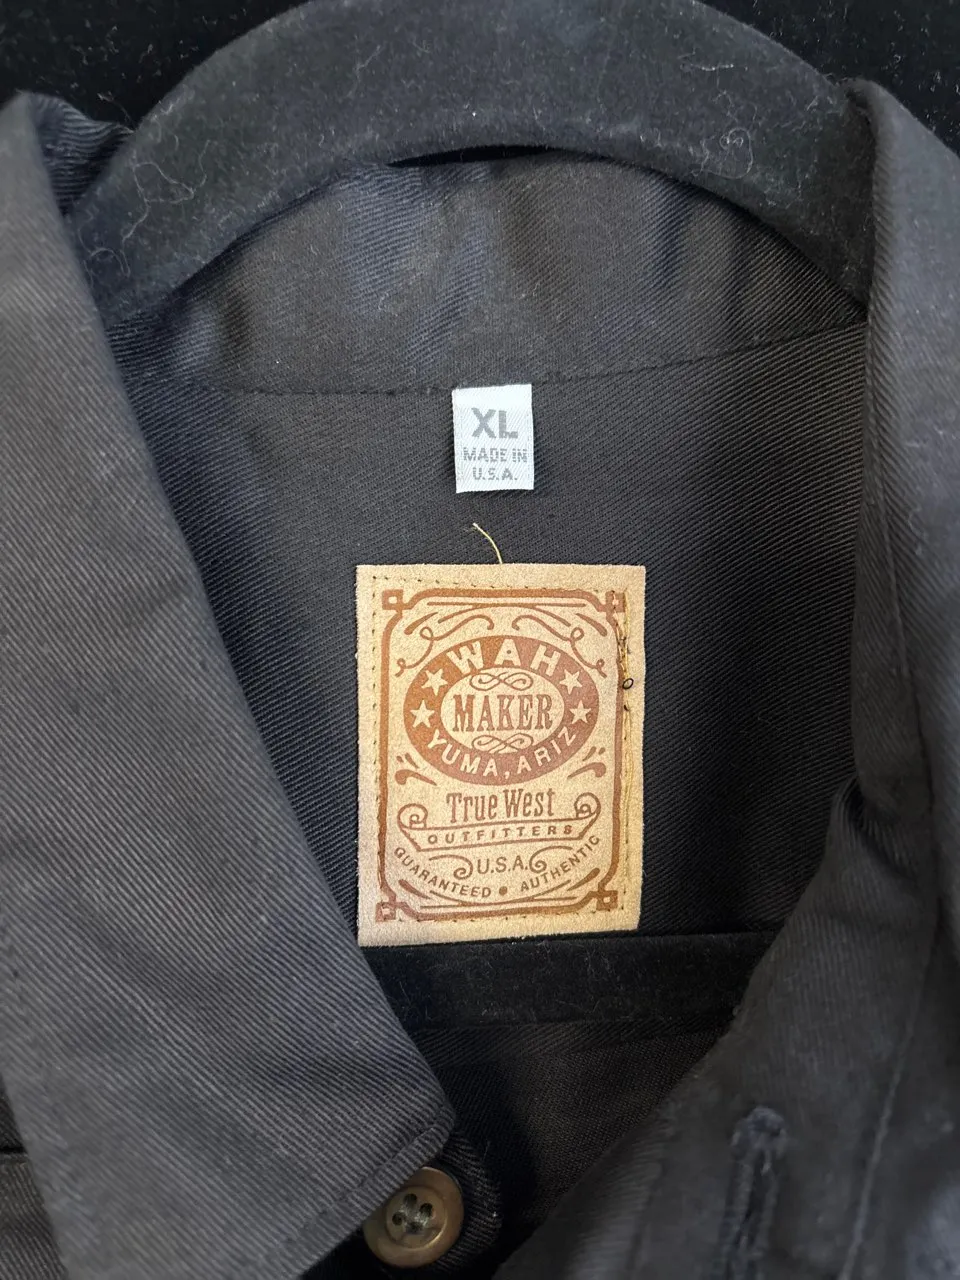 XL
MADE IN
U.S.A.
WAH
MAKER
YUMA, ARIZ
True West
OUTFITTERS
U.S.A.
GUARANTEED • AUTHENTIC